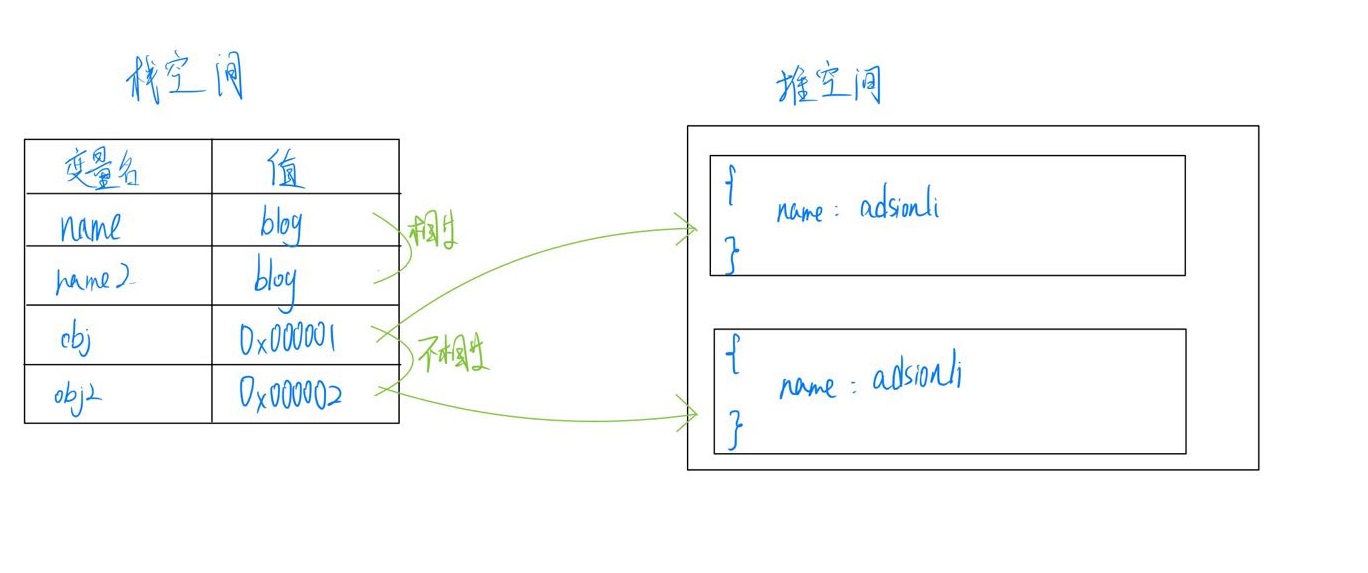 栈空间
堆空间
变量名 值
name blog
name2 blog
obj 0x000001
obj2 0x000002
相等
不相等
{
name : adsionli
}
{
name : adsionli
}